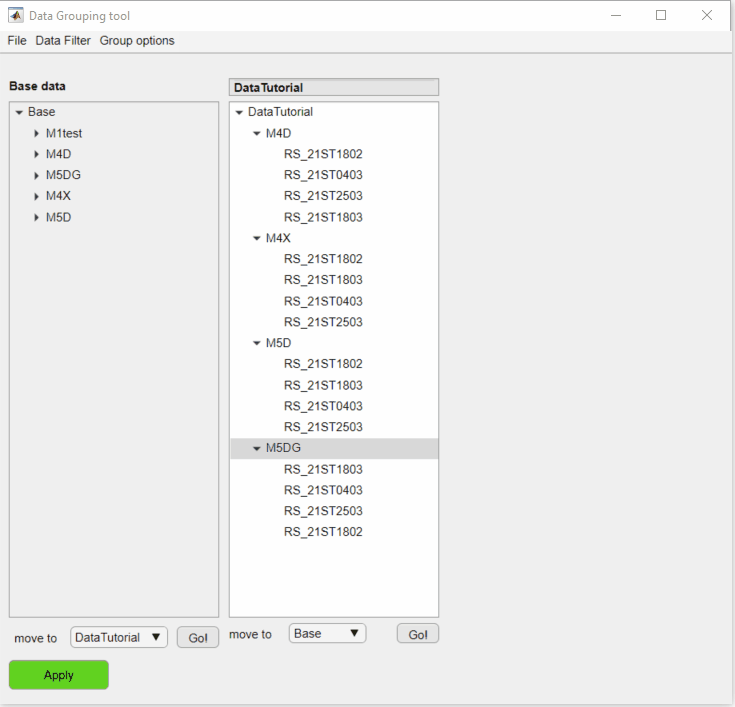 Data Grouping tool
File Data Filter Group options
Base data
Base
M1test
M4D
M5DG
M4X
M5D
move to DataTutorial Go!
Apply
DataTutorial
DataTutorial
M4D
RS_21ST1802
RS_21ST0403
RS_21ST2503
RS_21ST1803
M4X
RS_21ST1802
RS_21ST1803
RS_21ST0403
RS_21ST2503
M5D
RS_21ST1802
RS_21ST1803
RS_21ST0403
RS_21ST2503
M5DG
RS_21ST1803
RS_21ST0403
RS_21ST2503
RS_21ST1802
move to Base Go!